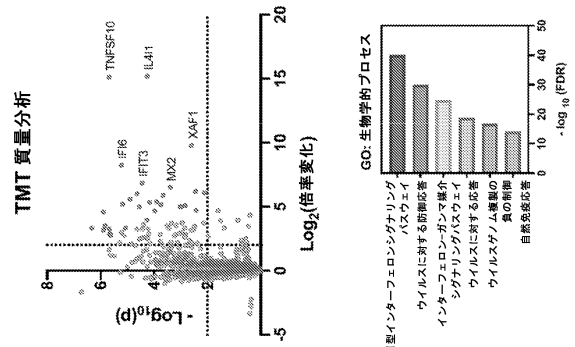 TMT 質量分析
20
15
10
5
0
-5
Log₂(倍率変化)
8
6
4
2
0
- Log₁₀(p)
TNFSF10
IL4I1
IFI6
IFIT3
MX2
XAF1
GO: 生物学的プロセス
型インターフェロンシグナリング
パスウェイ
ウイルスに対する防御応答
インターフェロン-ガンマ媒介
シグナリングパスウェイ
ウイルスに対する応答
ウイルスゲノム複製の
負の制御
自然免疫応答
0
10
20
30
40
50
- log ₁₀ (FDR)